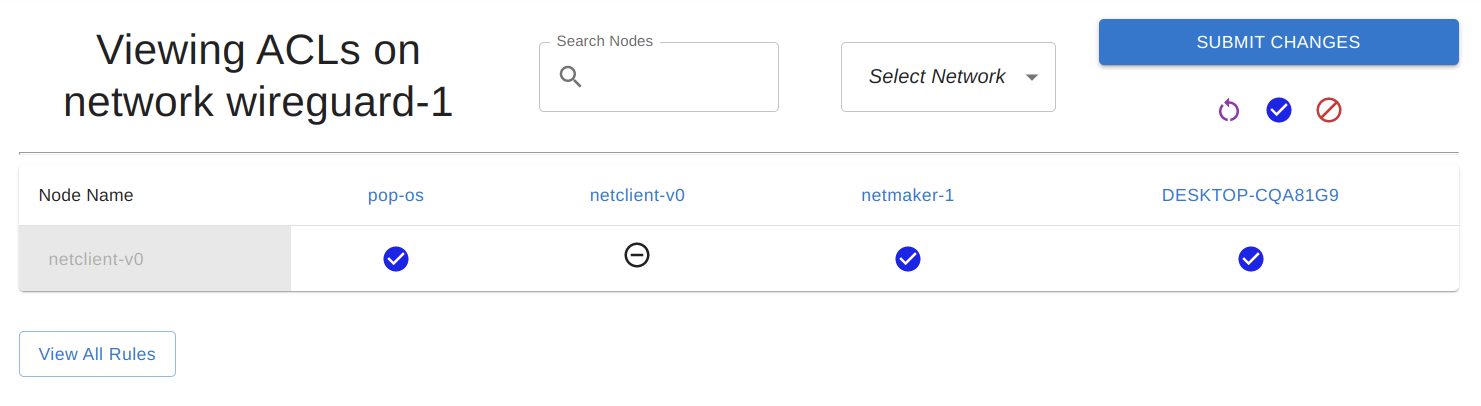 Viewing ACLs on
network wireguard-1
Search Nodes
Select Network
SUBMIT CHANGES
Node Name pop-os netclient-v0 netmaker-1 DESKTOP-CQA81G9
netclient-v0
View All Rules